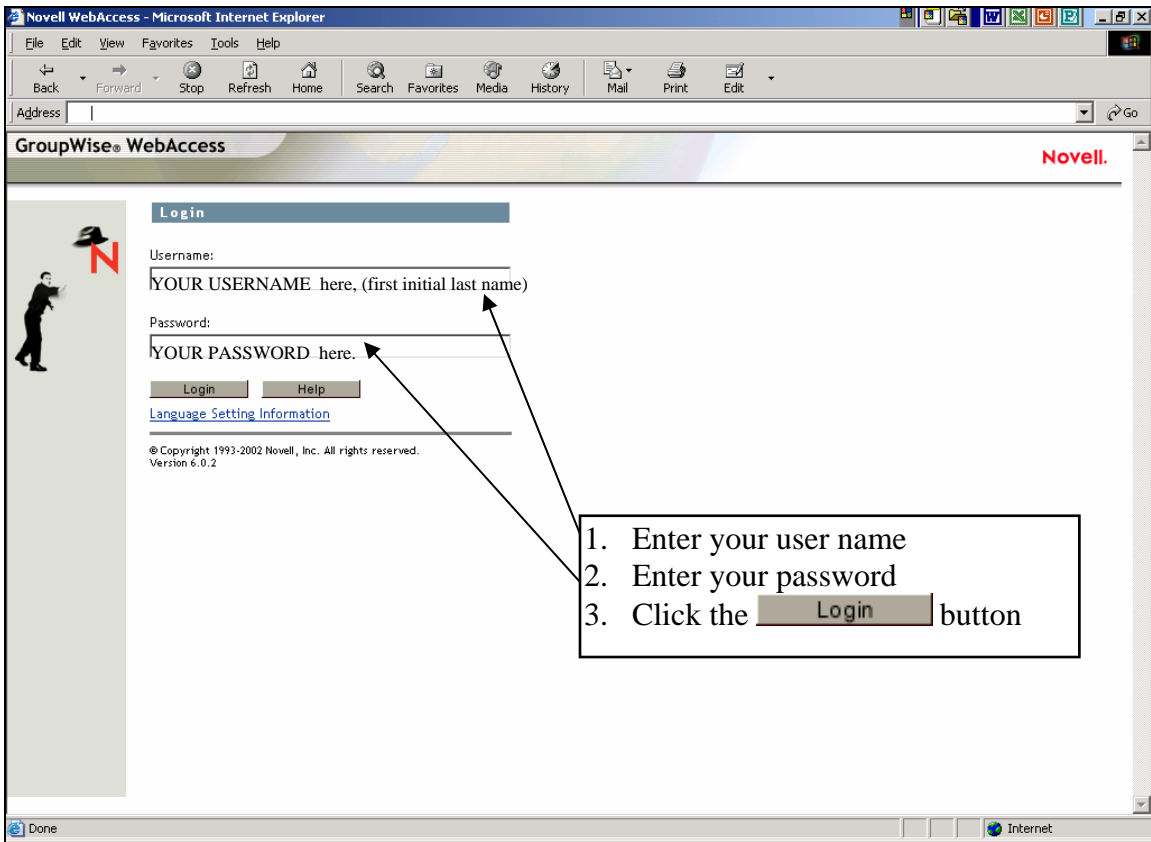 Novell WebAccess - Microsoft Internet Explorer
File Edit View Favorites Tools Help
Back Forward Stop Refresh Home Search Favorites Media History Mail Print Edit
Address Go
GroupWise® WebAccess
Novell.
Login
N
Username:
YOUR USERNAME here, (first initial last name)
Password:
YOUR PASSWORD here.
Login Help
Language Setting Information
© Copyright 1993-2002 Novell, Inc. All rights reserved.
Version 6.0.2
1. Enter your user name
2. Enter your password
3. Click the Login button
Done Internet